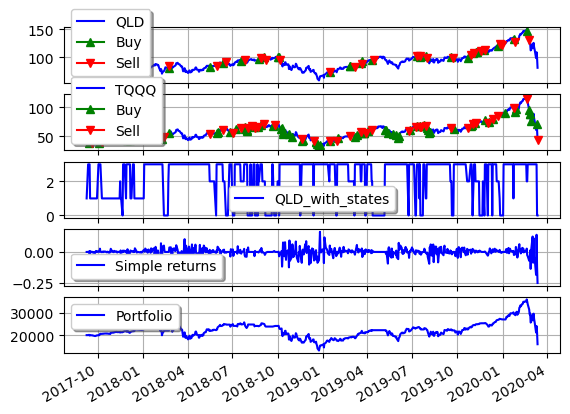 QLD
Buy
Sell
150
100
TQQQ
Buy
Sell
100
50
QLD_with_states
2
0
Simple returns
0.00
−0.25
Portfolio
30000
20000
2017-10 2018-01 2018-04 2018-07 2018-10 2019-01 2019-04 2019-07 2019-10 2020-01 2020-04